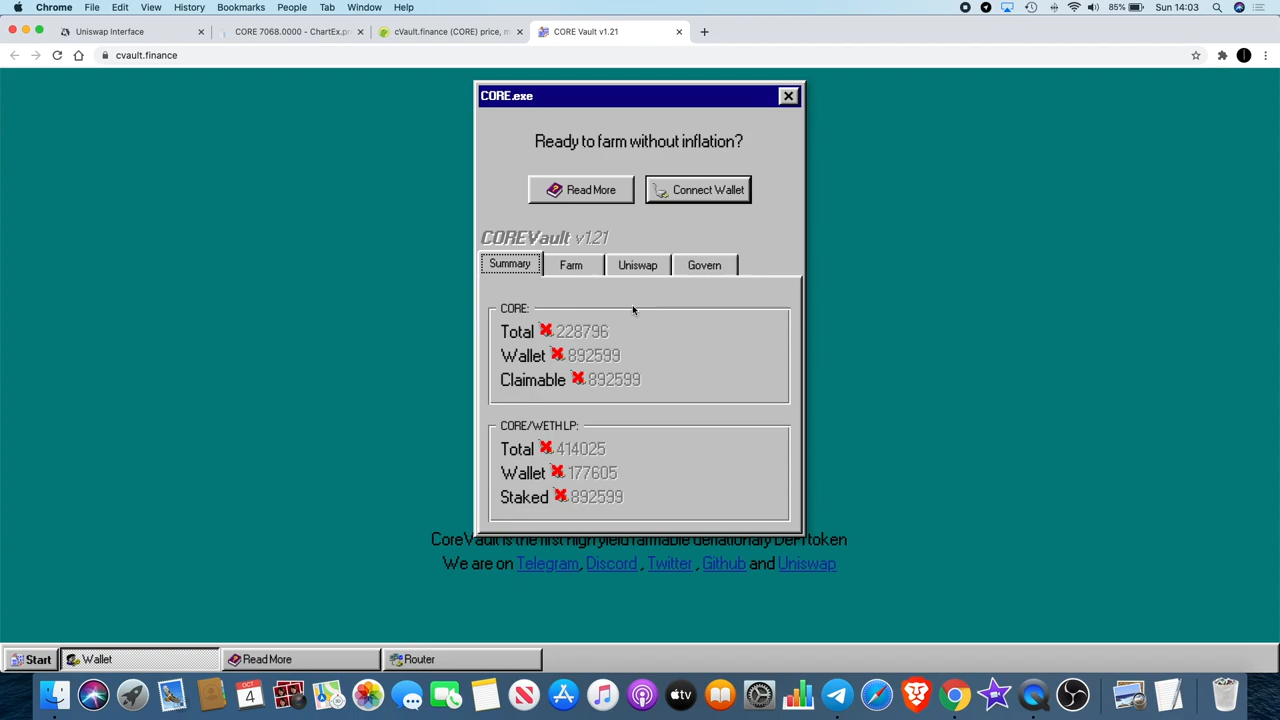 Chrome File Edit View History Bookmarks People Tab Window Help 85% Sun 14:03
Uniswap Interface CORE 7068.0000 - ChartEx.pr cVault.finance (CORE) price, m CORE Vault v1.21
cvault.finance
CORE.exe
Ready to farm without inflation?
Read More Connect Wallet
COREVault v1.21
Summary Farm Uniswap Govern
CORE:
Total 228796
Wallet 892599
Claimable 892599
CORE/WETH LP:
Total 414025
Wallet 177605
Staked 892599
CoreVault is the first high yield farmable deflationary DeFi token
We are on Telegram, Discord , Twitter , Github and Uniswap
Start Wallet Read More Router
OCT
4
tv